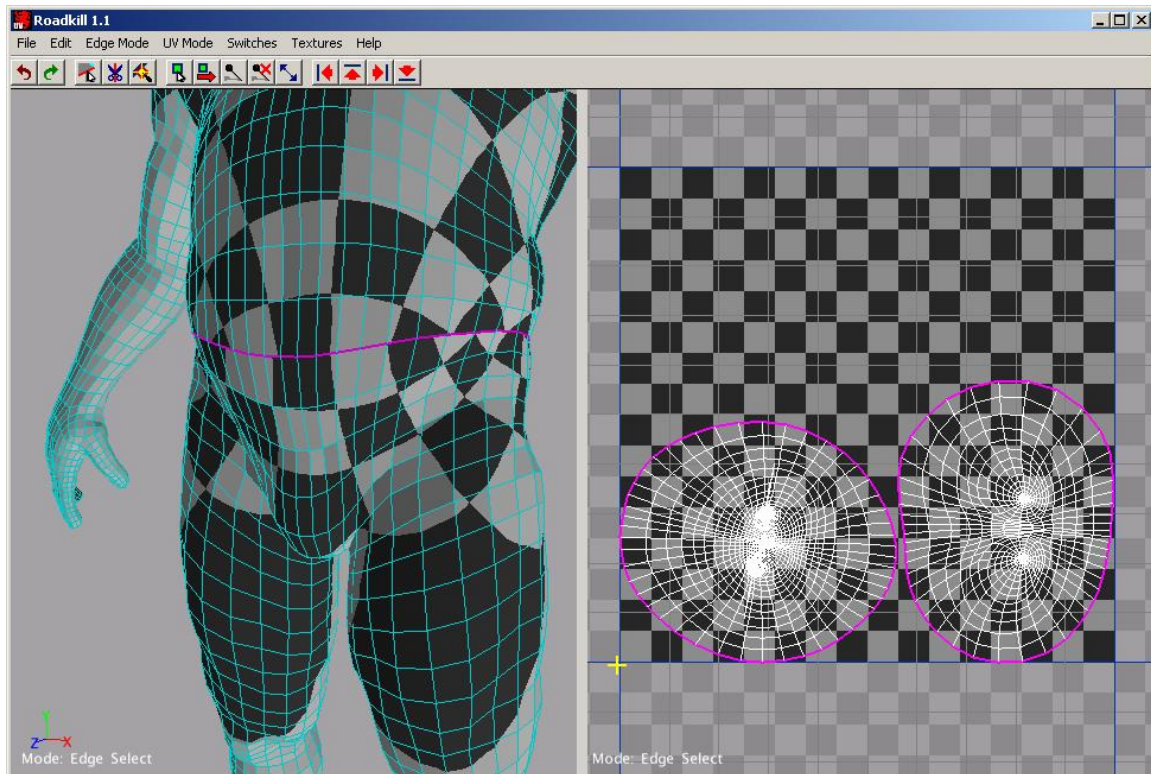 Roadkill 1.1
File Edit Edge Mode UV Mode Switches Textures Help
Y
Z X
Mode: Edge Select
Mode: Edge Select